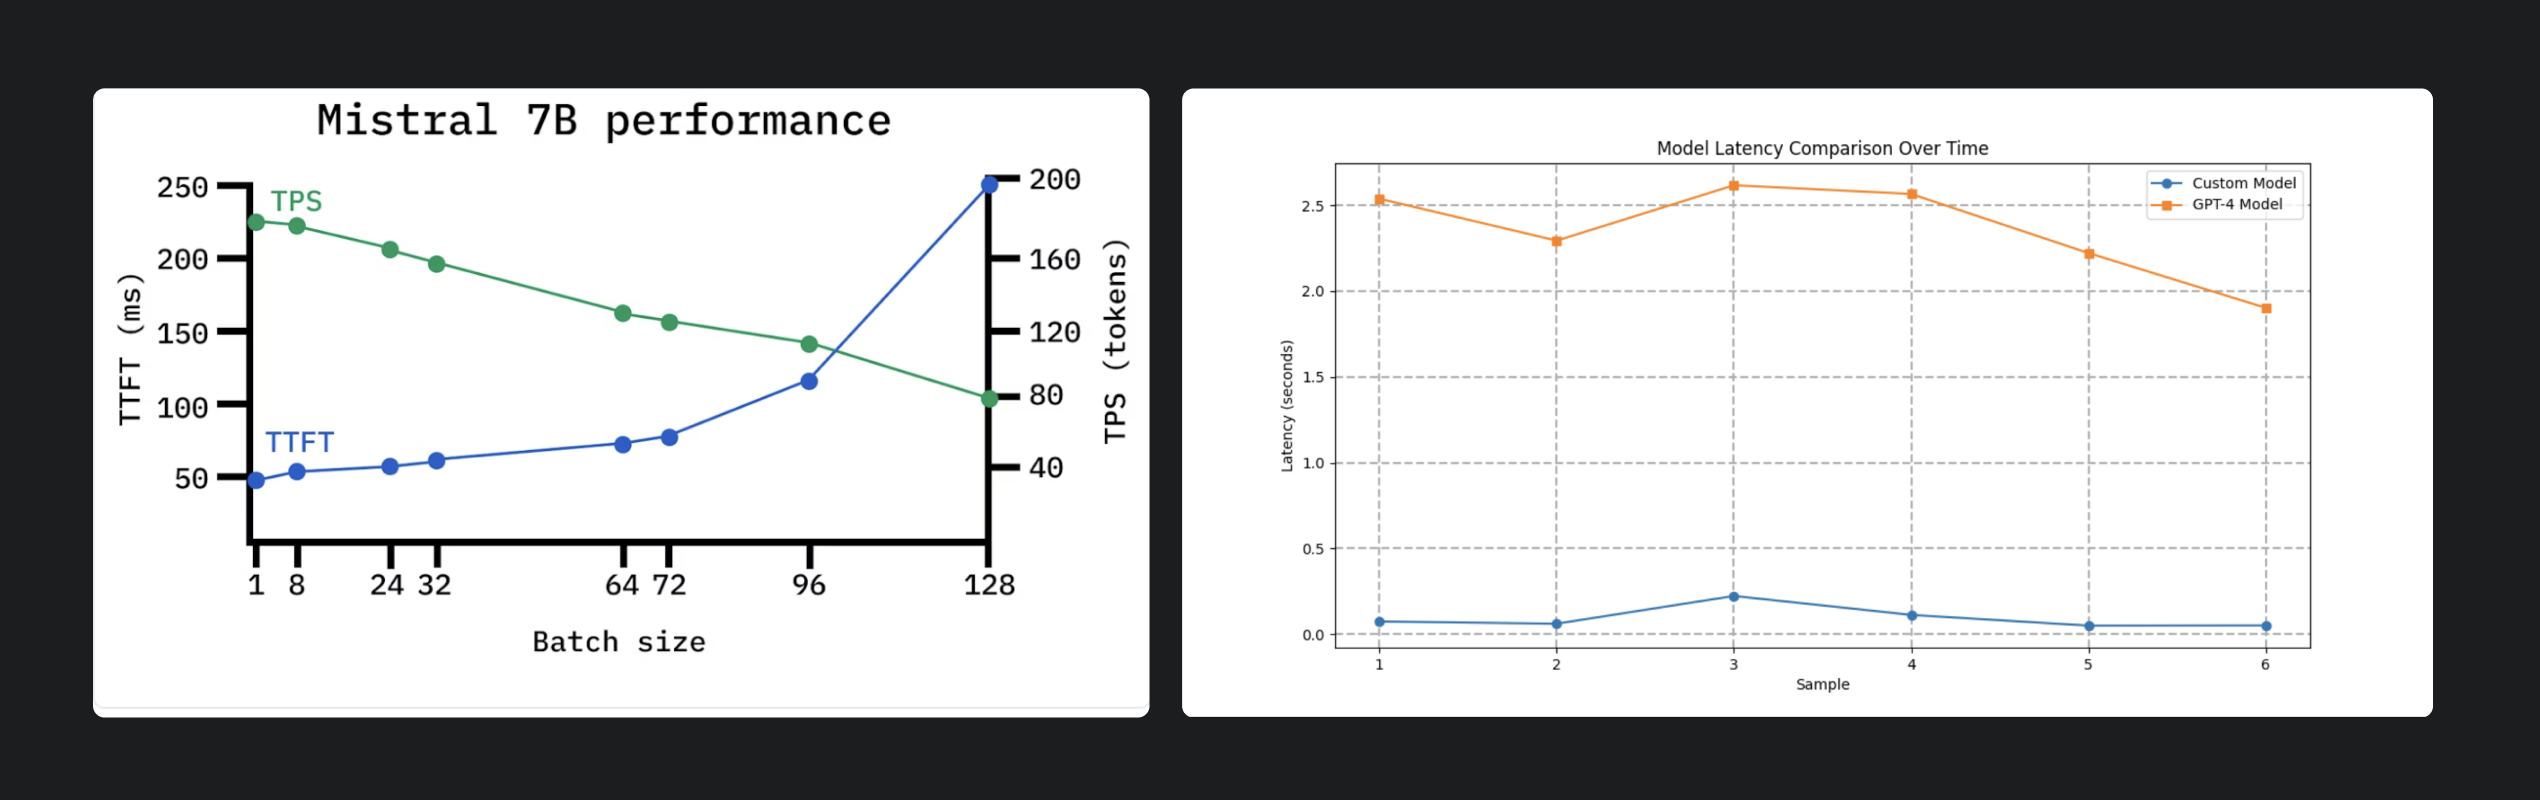 Mistral 7B performance
250
200
150
100
50
TTFT (ms)
TPS
TTFT
200
160
120
80
40
TPS (tokens)
1 8 24 32 64 72 96 128
Batch size
Model Latency Comparison Over Time
Custom Model
GPT-4 Model
2.5
2.0
1.5
1.0
0.5
0.0
Latency (seconds)
1 2 3 4 5 6
Sample